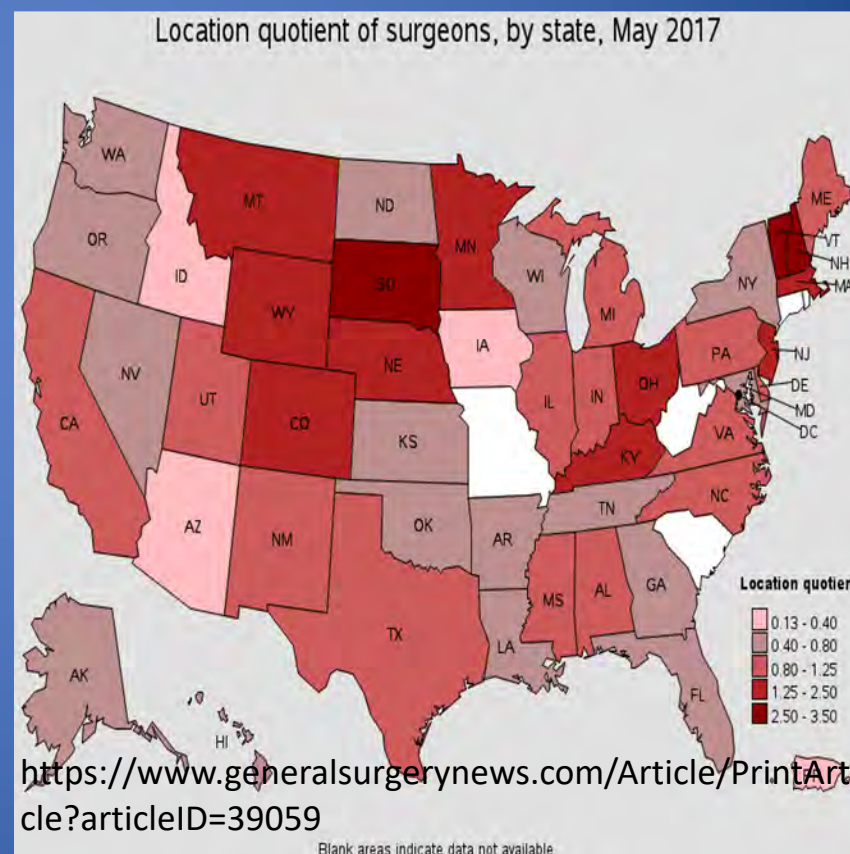 Location quotient of surgeons, by state, May 2017
WA
MT
ND
MN
ME
VT
NH
MA
OR
ID
SD
WI
NY
WY
MI
IA
PA
NJ
NV
NE
OH
DE
UT
IL
IN
MD
CA
CO
DC
KS
VA
KY
AZ
NM
OK
AR
TN
NC
MS
AL
GA
TX
LA
FL
AK
HI
Location quotien
0.13 - 0.40
0.40 - 0.80
0.80 - 1.25
1.25 - 2.50
2.50 - 3.50
https://www.generalsurgerynews.com/Article/PrintArti
cle?articleID=39059
Blank areas indicate data not available.